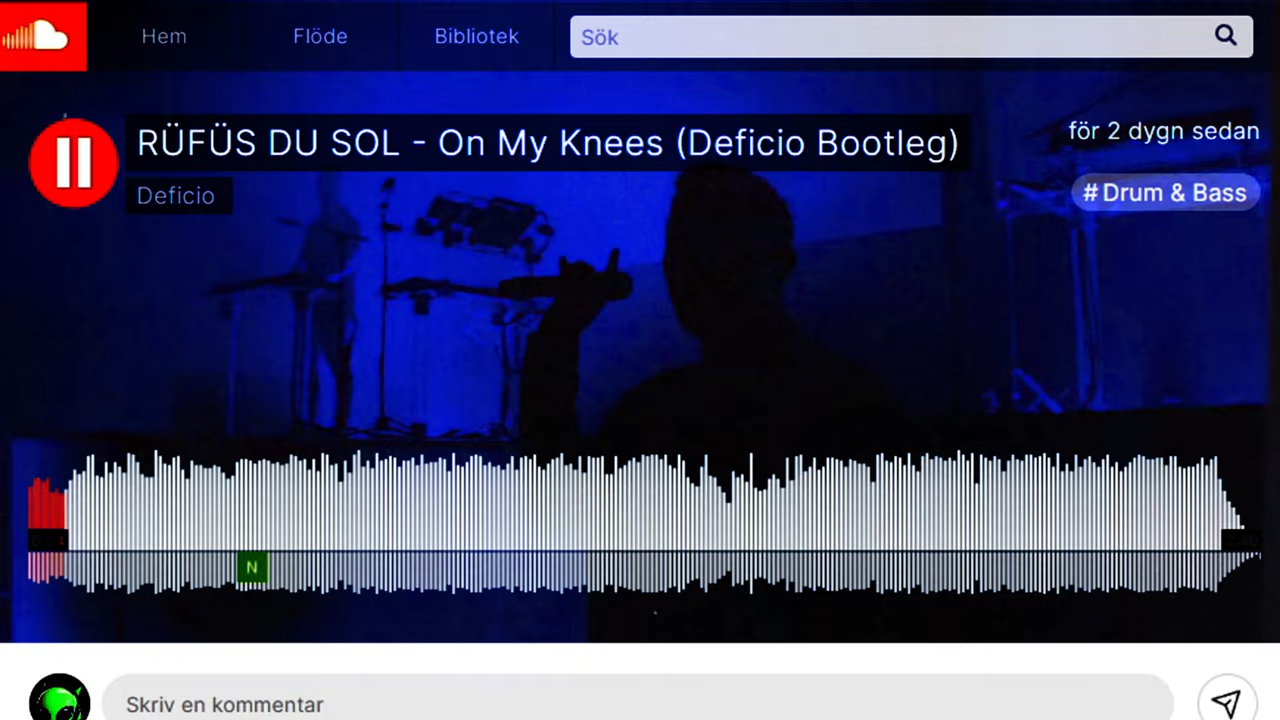 Hem
Flöde
Bibliotek
Sök
RÜFÜS DU SOL - On My Knees (Deficio Bootleg)
för 2 dygn sedan
Deficio
# Drum & Bass
N
Skriv en kommentar